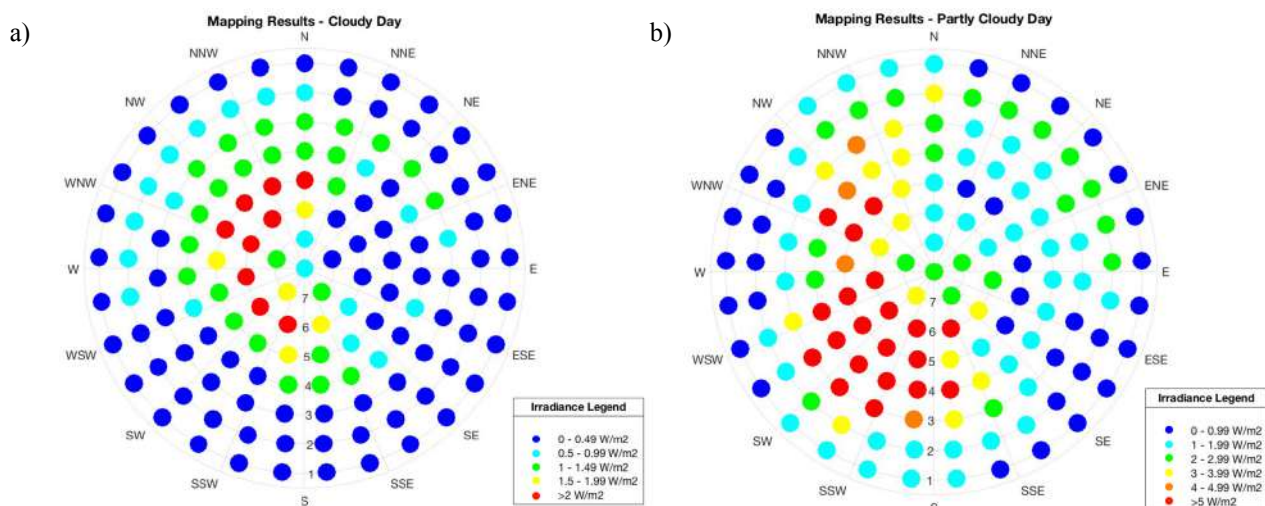 a)
Mapping Results - Cloudy Day
N
NNW
NNE
NW
NE
WNW
ENE
W
E
7
6
WSW
5
ESE
4
SW
3
SE
2
SSW
1
SSE
S
Irradiance Legend
0 - 0.49 W/m2
0.5 - 0.99 W/m2
1 - 1.49 W/m2
1.5 - 1.99 W/m2
>2 W/m2
b)
Mapping Results - Partly Cloudy Day
N
NNW
NNE
NW
NE
WNW
ENE
W
E
7
6
WSW
5
ESE
4
SW
3
SE
2
SSW
1
SSE
S
Irradiance Legend
0 - 0.99 W/m2
1 - 1.99 W/m2
2 - 2.99 W/m2
3 - 3.99 W/m2
4 - 4.99 W/m2
>5 W/m2